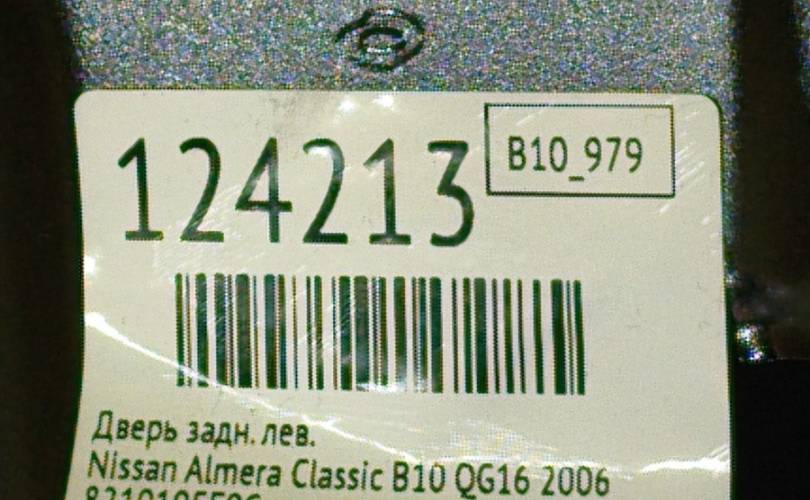 124213
B10_979
Дверь задн. лев.
Nissan Almera Classic B10 QG16 2006